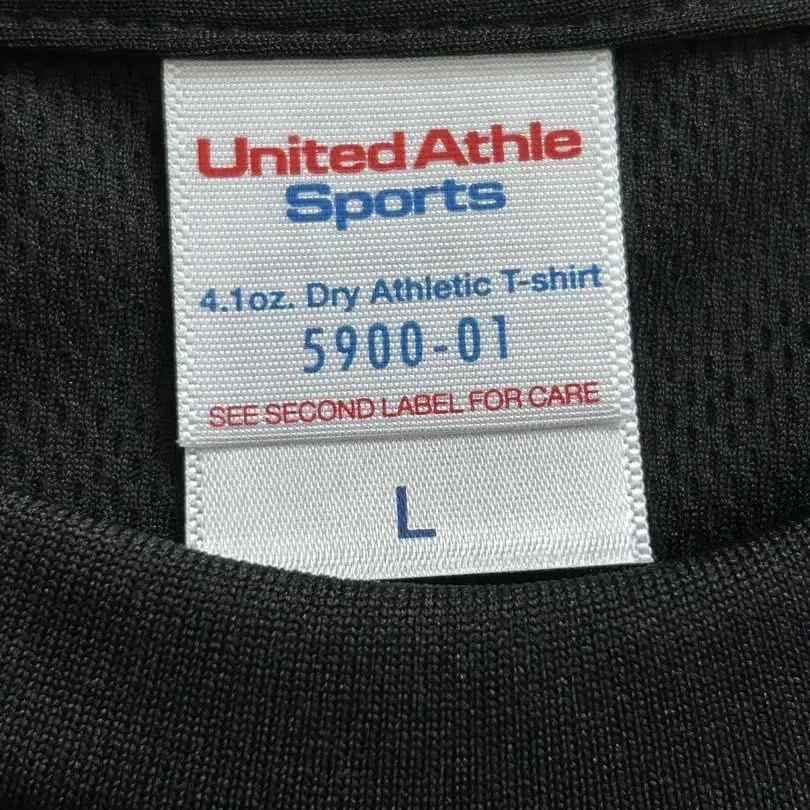 United Athle
Sports
4.1oz. Dry Athletic T-shirt
5900-01
SEE SECOND LABEL FOR CARE
L